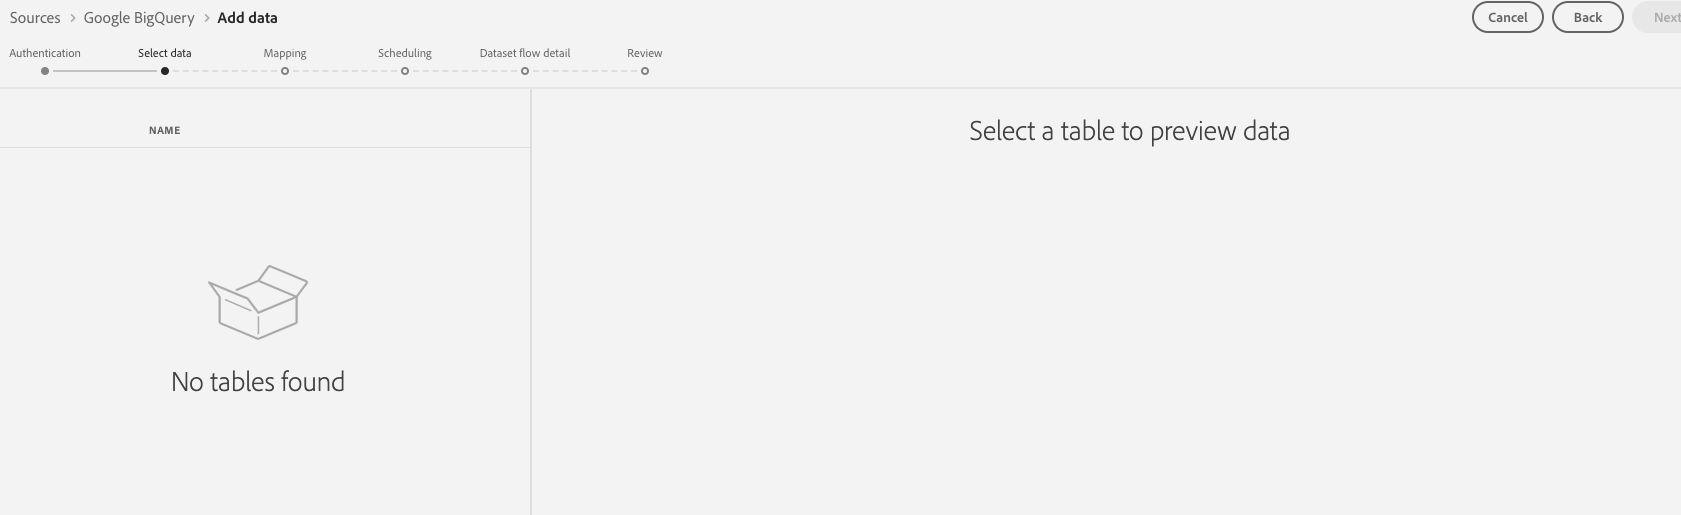 Sources > Google BigQuery > Add data
Cancel
Back
Next
Authentication
Select data
Mapping
Scheduling
Dataset flow detail
Review
NAME
Select a table to preview data
No tables found